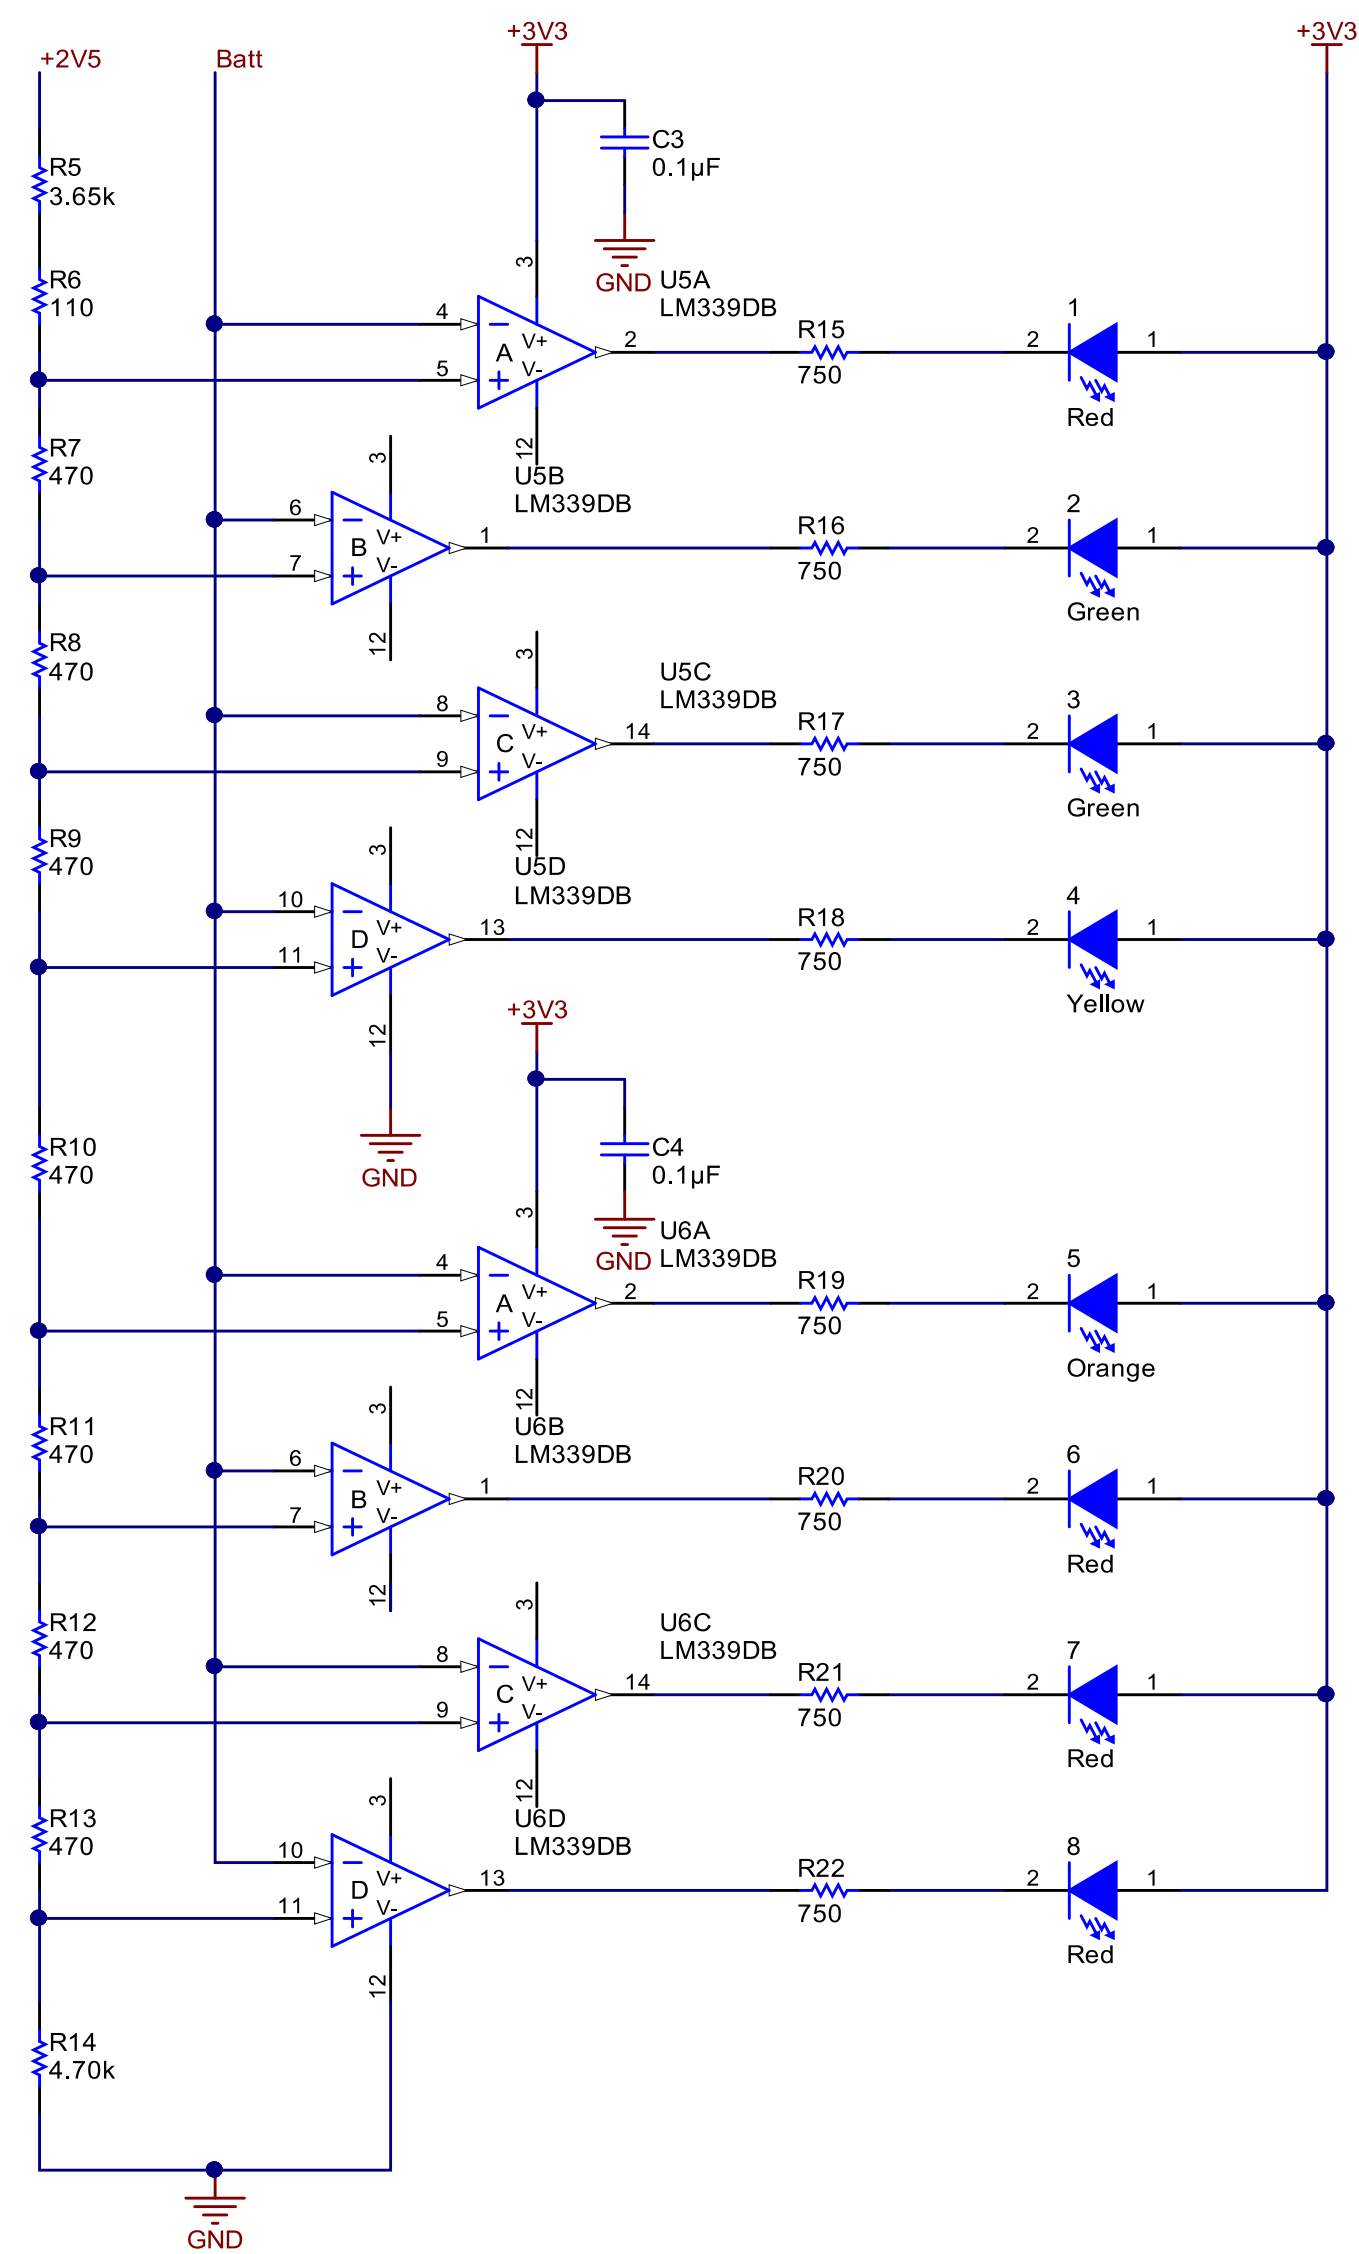 +3V3
+3V3
+2V5
Batt
C3
0.1µF
R5
3.65k
3
GND
U5A
LM339DB
R6
110
4
5
A
V+
V-
2
R15
750
2
1
1
Red
12
R7
470
3
U5B
LM339DB
6
7
B
V+
V-
1
R16
750
2
2
1
Green
12
R8
470
3
U5C
LM339DB
8
9
C
V+
V-
14
R17
750
2
3
1
Green
12
R9
470
3
U5D
LM339DB
10
11
D
V+
V-
13
R18
750
2
4
1
Yellow
12
GND
+3V3
C4
0.1µF
R10
470
3
GND
U6A
LM339DB
4
5
A
V+
V-
2
R19
750
2
5
1
Orange
12
R11
470
3
U6B
LM339DB
6
7
B
V+
V-
1
R20
750
2
6
1
Red
12
R12
470
3
U6C
LM339DB
8
9
C
V+
V-
14
R21
750
2
7
1
Red
12
R13
470
3
U6D
LM339DB
10
11
D
V+
V-
13
R22
750
2
8
1
Red
12
R14
4.70k
GND